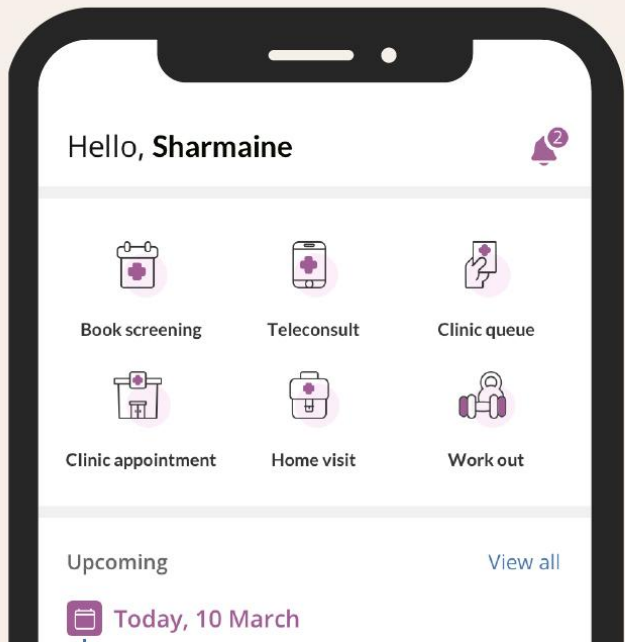 Hello, Sharmaine
2
Book screening
Teleconsult
Clinic queue
Clinic appointment
Home visit
Work out
Upcoming
View all
Today, 10 March